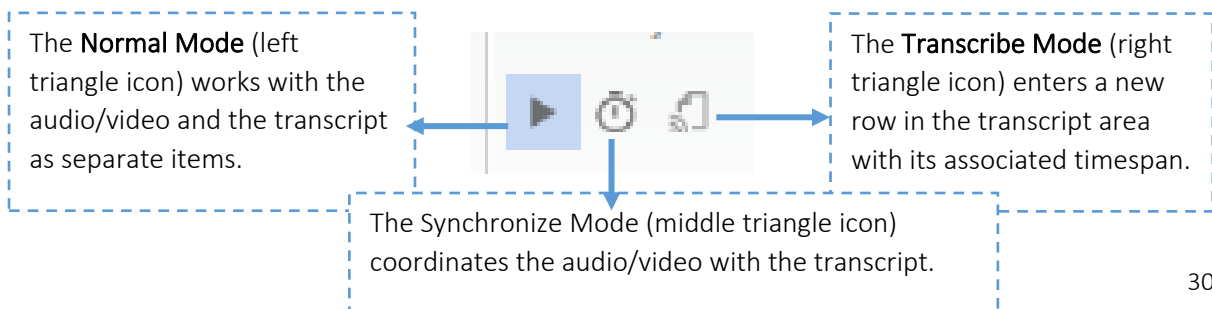 The Normal Mode (left
triangle icon) works with the
audio/video and the transcript
as separate items.
The Transcribe Mode (right
triangle icon) enters a new
row in the transcript area
with its associated timespan.
The Synchronize Mode (middle triangle icon)
coordinates the audio/video with the transcript.
30